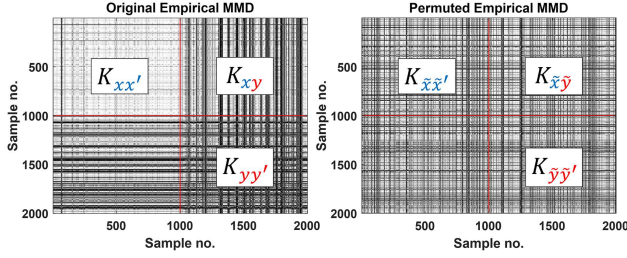 Original Empirical MMD
Sample no.
500
1000
1500
2000
K_{xx'}
K_{xy}
K_{yy'}
500 1000 1500 2000
Sample no.
Permuted Empirical MMD
Sample no.
500
1000
1500
2000
K_{x̃x̃'}
K_{x̃ỹ}
K_{ỹỹ'}
500 1000 1500 2000
Sample no.